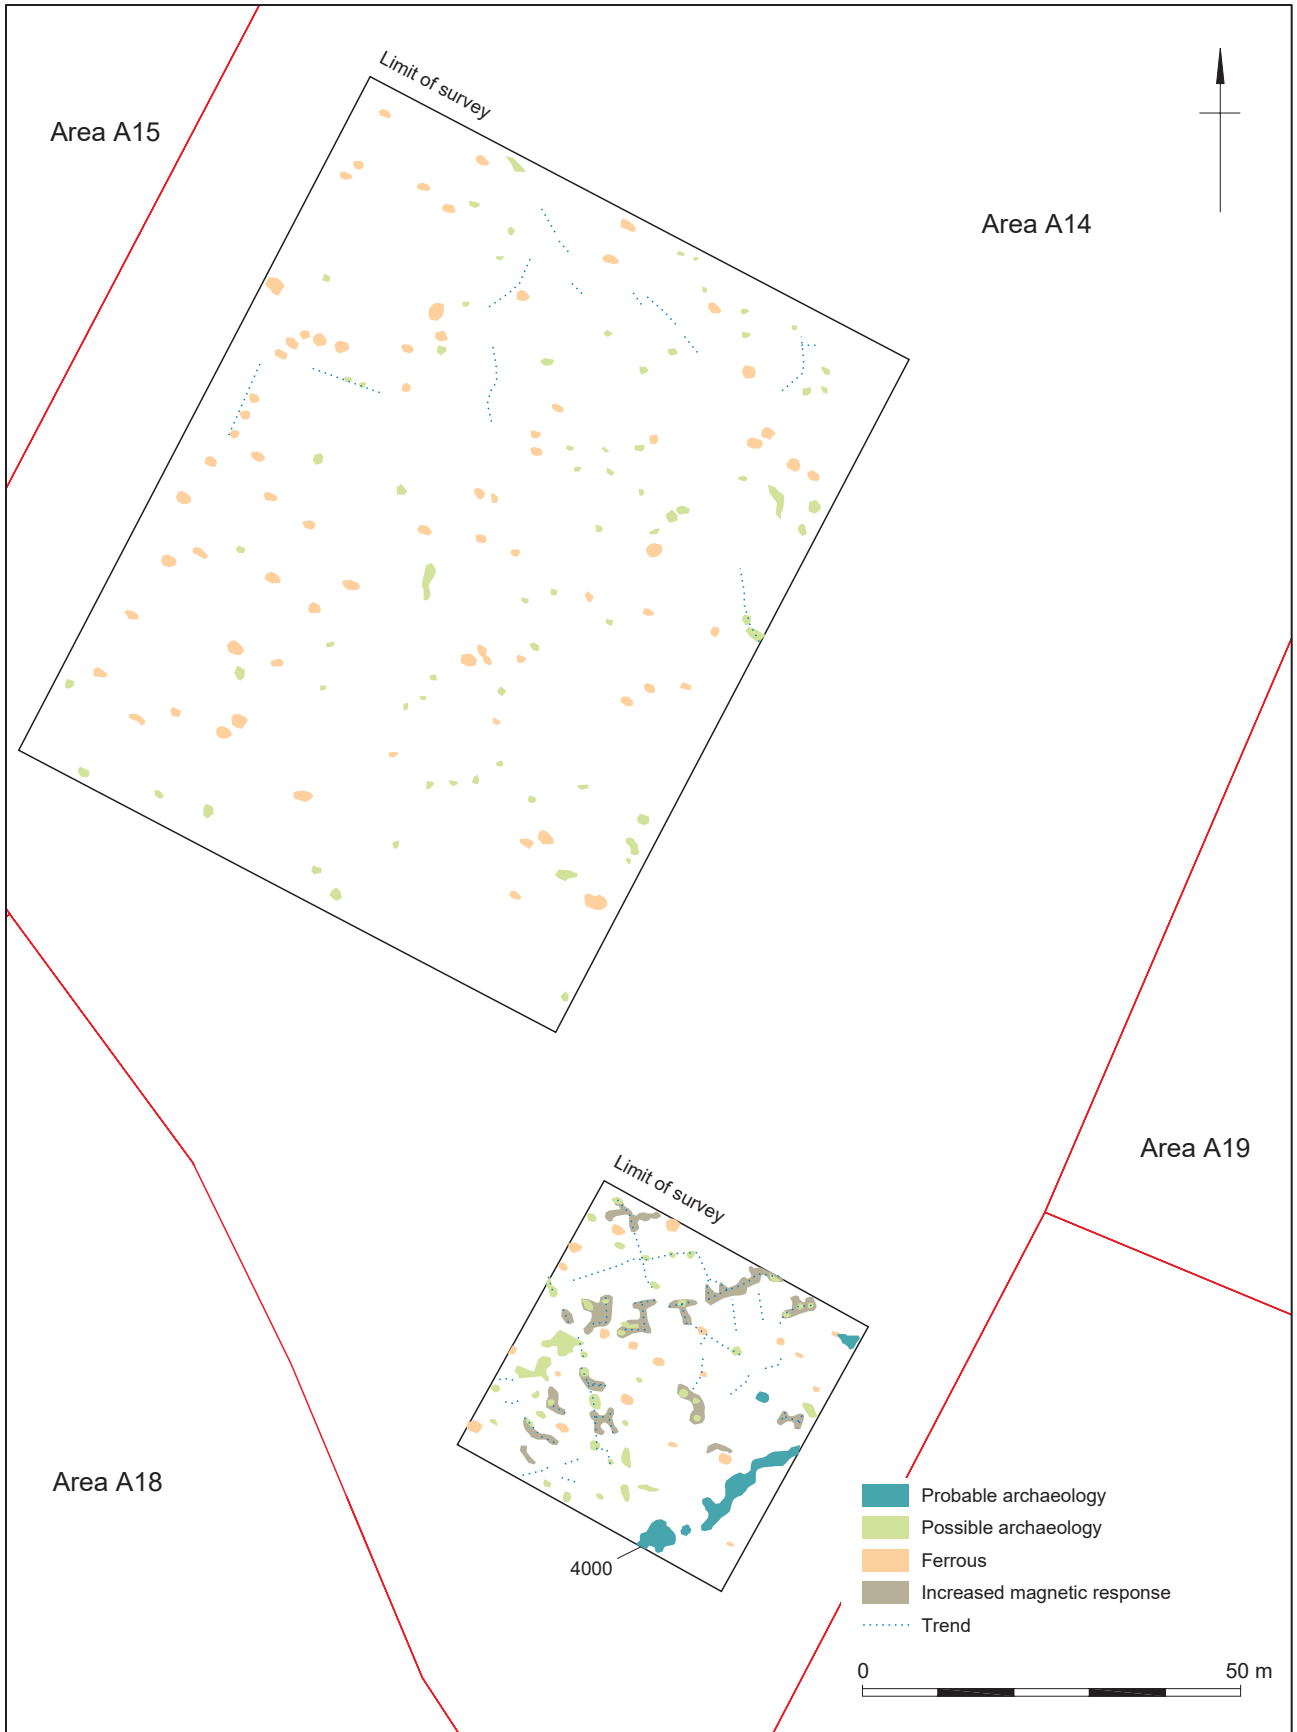 Limit of survey
Area A15
Area A14
Area A19
Limit of survey
Area A18
Probable archaeology
Possible archaeology
Ferrous
Increased magnetic response
Trend
4000
0 50 m